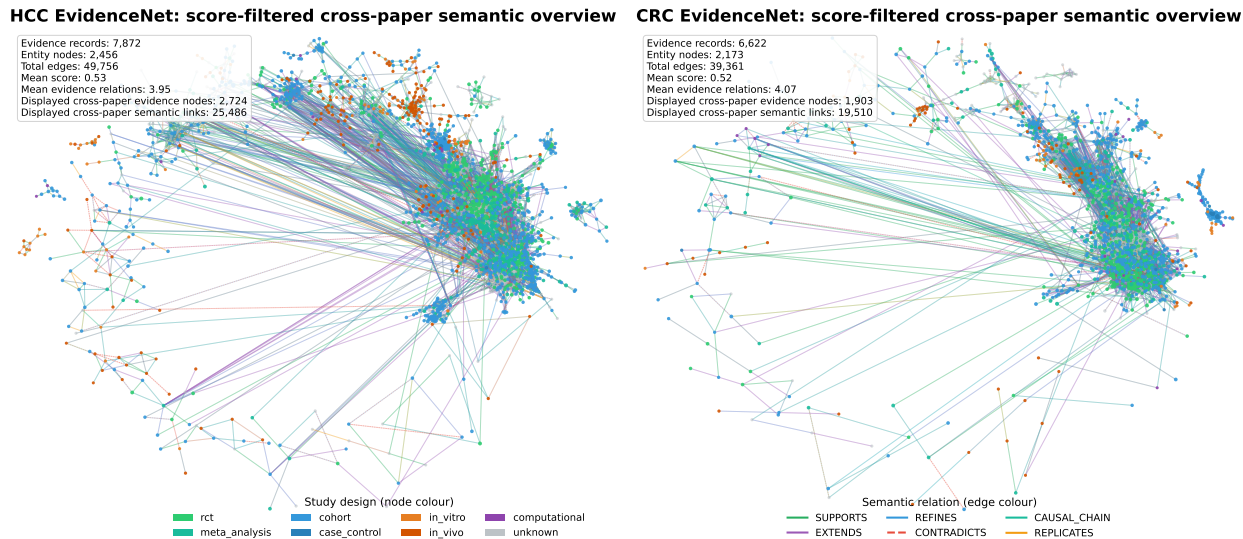 HCC EvidenceNet: score-filtered cross-paper semantic overview
Evidence records: 7,872
Entity nodes: 2,456
Total edges: 49,756
Mean score: 0.53
Mean evidence relations: 3.95
Displayed cross-paper evidence nodes: 2,724
Displayed cross-paper semantic links: 25,486
Study design (node colour)
rct
cohort
in_vitro
computational
meta_analysis
case_control
in_vivo
unknown
CRC EvidenceNet: score-filtered cross-paper semantic overview
Evidence records: 6,622
Entity nodes: 2,173
Total edges: 39,361
Mean score: 0.52
Mean evidence relations: 4.07
Displayed cross-paper evidence nodes: 1,903
Displayed cross-paper semantic links: 19,510
Semantic relation (edge colour)
SUPPORTS
REFINES
CAUSAL_CHAIN
EXTENDS
CONTRADICTS
REPLICATES